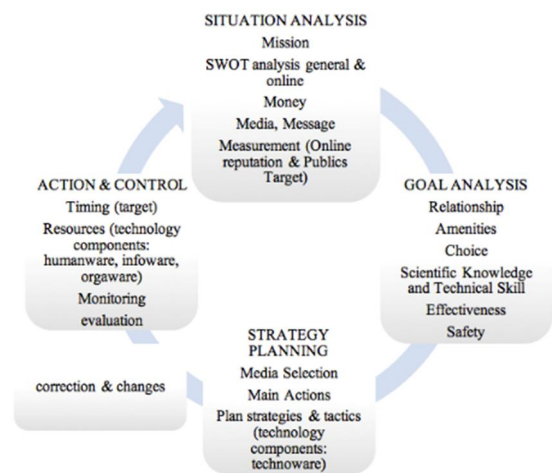 SITUATION ANALYSIS
Mission
SWOT analysis general &
online
Money
Media, Message
Measurement (Online
reputation & Publics
Target)
GOAL ANALYSIS
Relationship
Amenities
Choice
Scientific Knowledge
and Technical Skill
Effectiveness
Safety
STRATEGY
PLANNING
Media Selection
Main Actions
Plan strategies & tactics
(technology
components:
technoware)
ACTION & CONTROL
Timing (target)
Resources (technology
components:
humanware, infoware,
orgaware)
Monitoring
evaluation
correction & changes